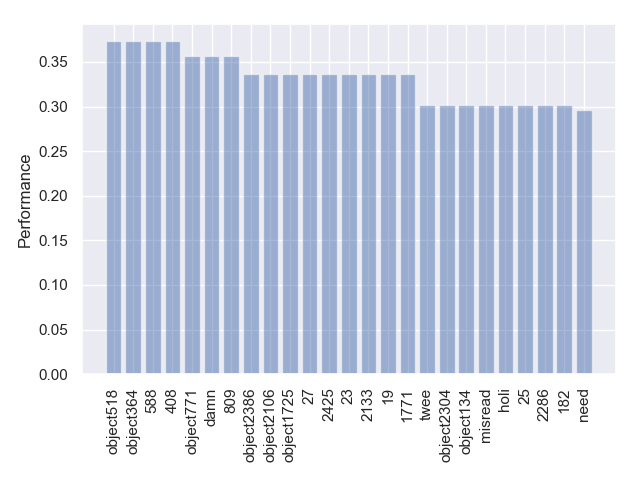 0.35
0.30
0.25
0.20
0.15
0.10
0.05
0.00
Performance
object518
object364
588
408
object771
damn
809
object2386
object2106
object1725
27
2425
23
2133
19
1771
twee
object2304
object134
misread
holi
25
2286
182
need